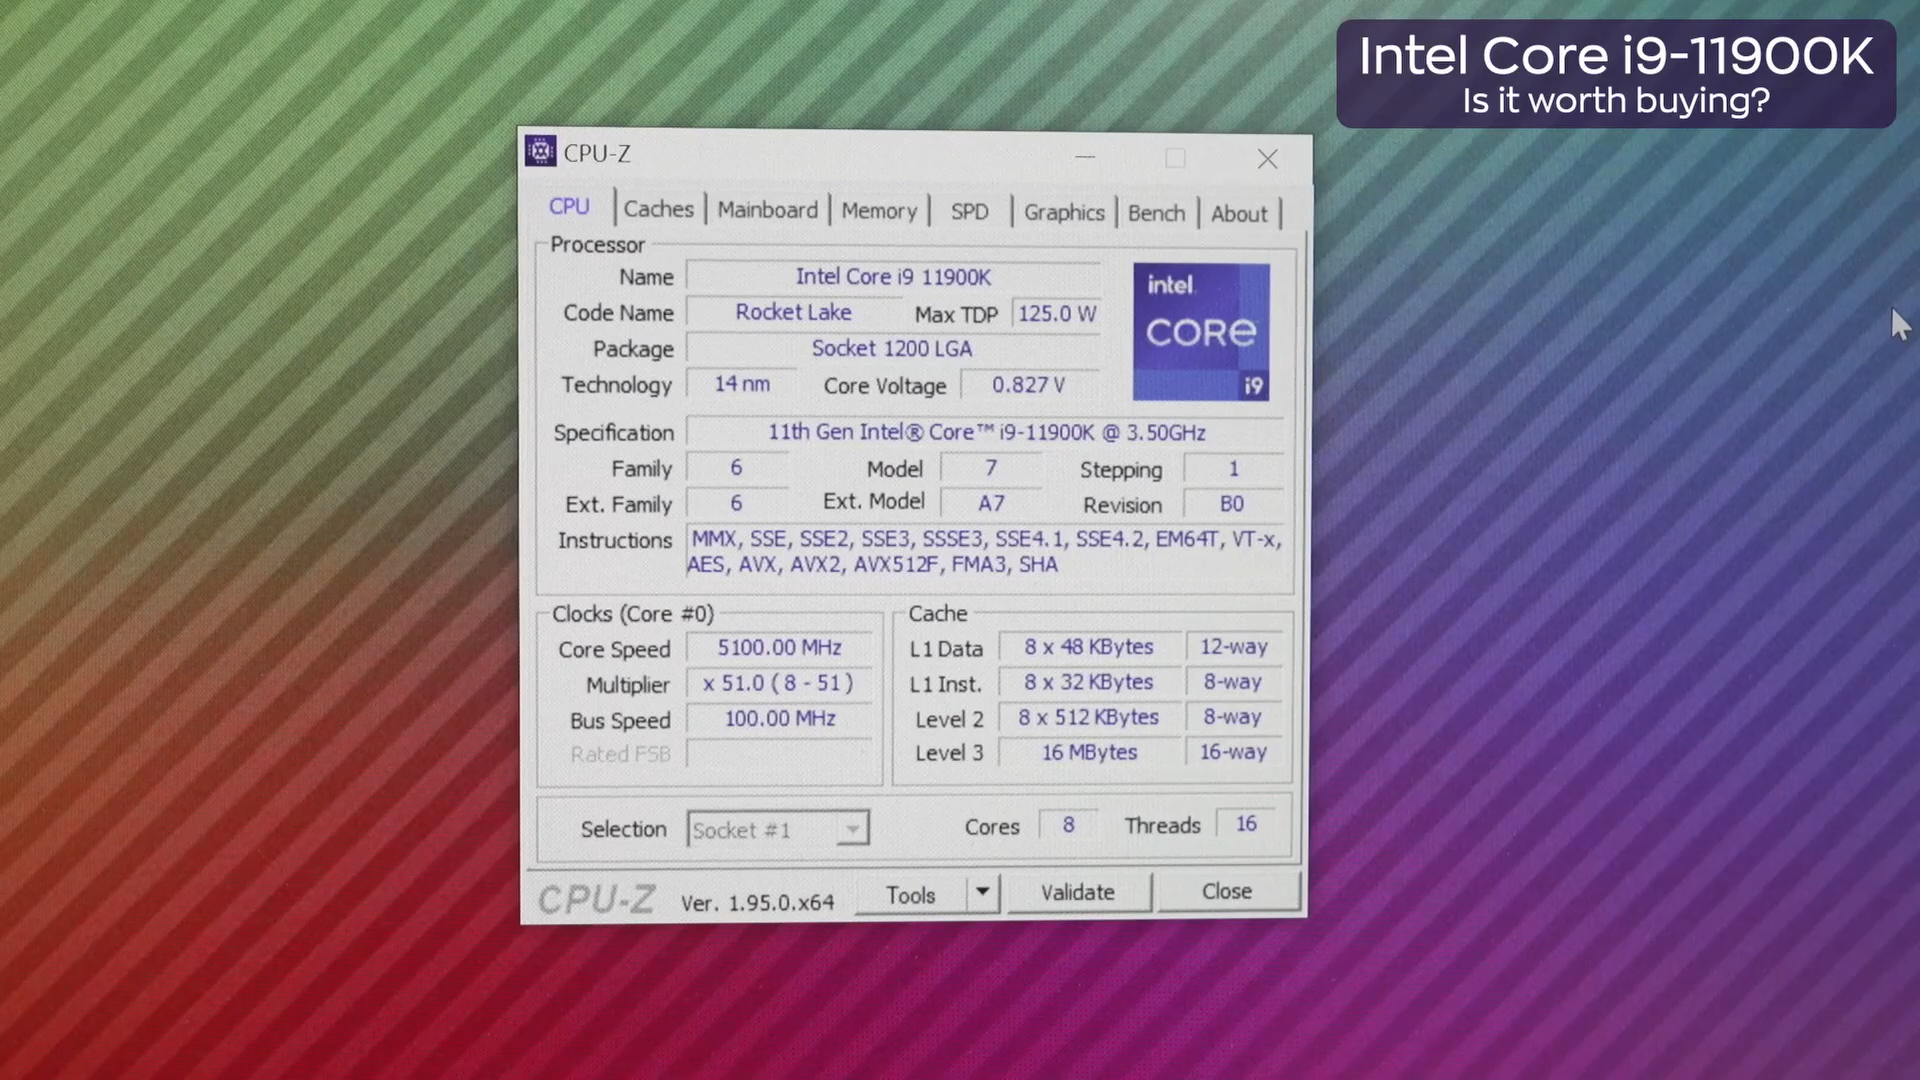 Intel Core i9-11900K
Is it worth buying?
CPU-Z
CPU Caches Mainboard Memory SPD Graphics Bench About
Processor
Name Intel Core i9 11900K
Code Name Rocket Lake Max TDP 125.0 W
Package Socket 1200 LGA
Technology 14 nm Core Voltage 0.827 V
intel
CORE
i9
Specification 11th Gen Intel® Core™ i9-11900K @ 3.50GHz
Family 6 Model 7 Stepping 1
Ext. Family 6 Ext. Model A7 Revision B0
Instructions MMX, SSE, SSE2, SSE3, SSSE3, SSE4.1, SSE4.2, EM64T, VT-x,
AES, AVX, AVX2, AVX512F, FMA3, SHA
Clocks (Core #0)
Core Speed 5100.00 MHz
Multiplier x 51.0 ( 8 - 51 )
Bus Speed 100.00 MHz
Rated FSB
Cache
L1 Data 8 x 48 KBytes 12-way
L1 Inst. 8 x 32 KBytes 8-way
Level 2 8 x 512 KBytes 8-way
Level 3 16 MBytes 16-way
Selection Socket #1 Cores 8 Threads 16
CPU-Z Ver. 1.95.0.x64 Tools Validate Close